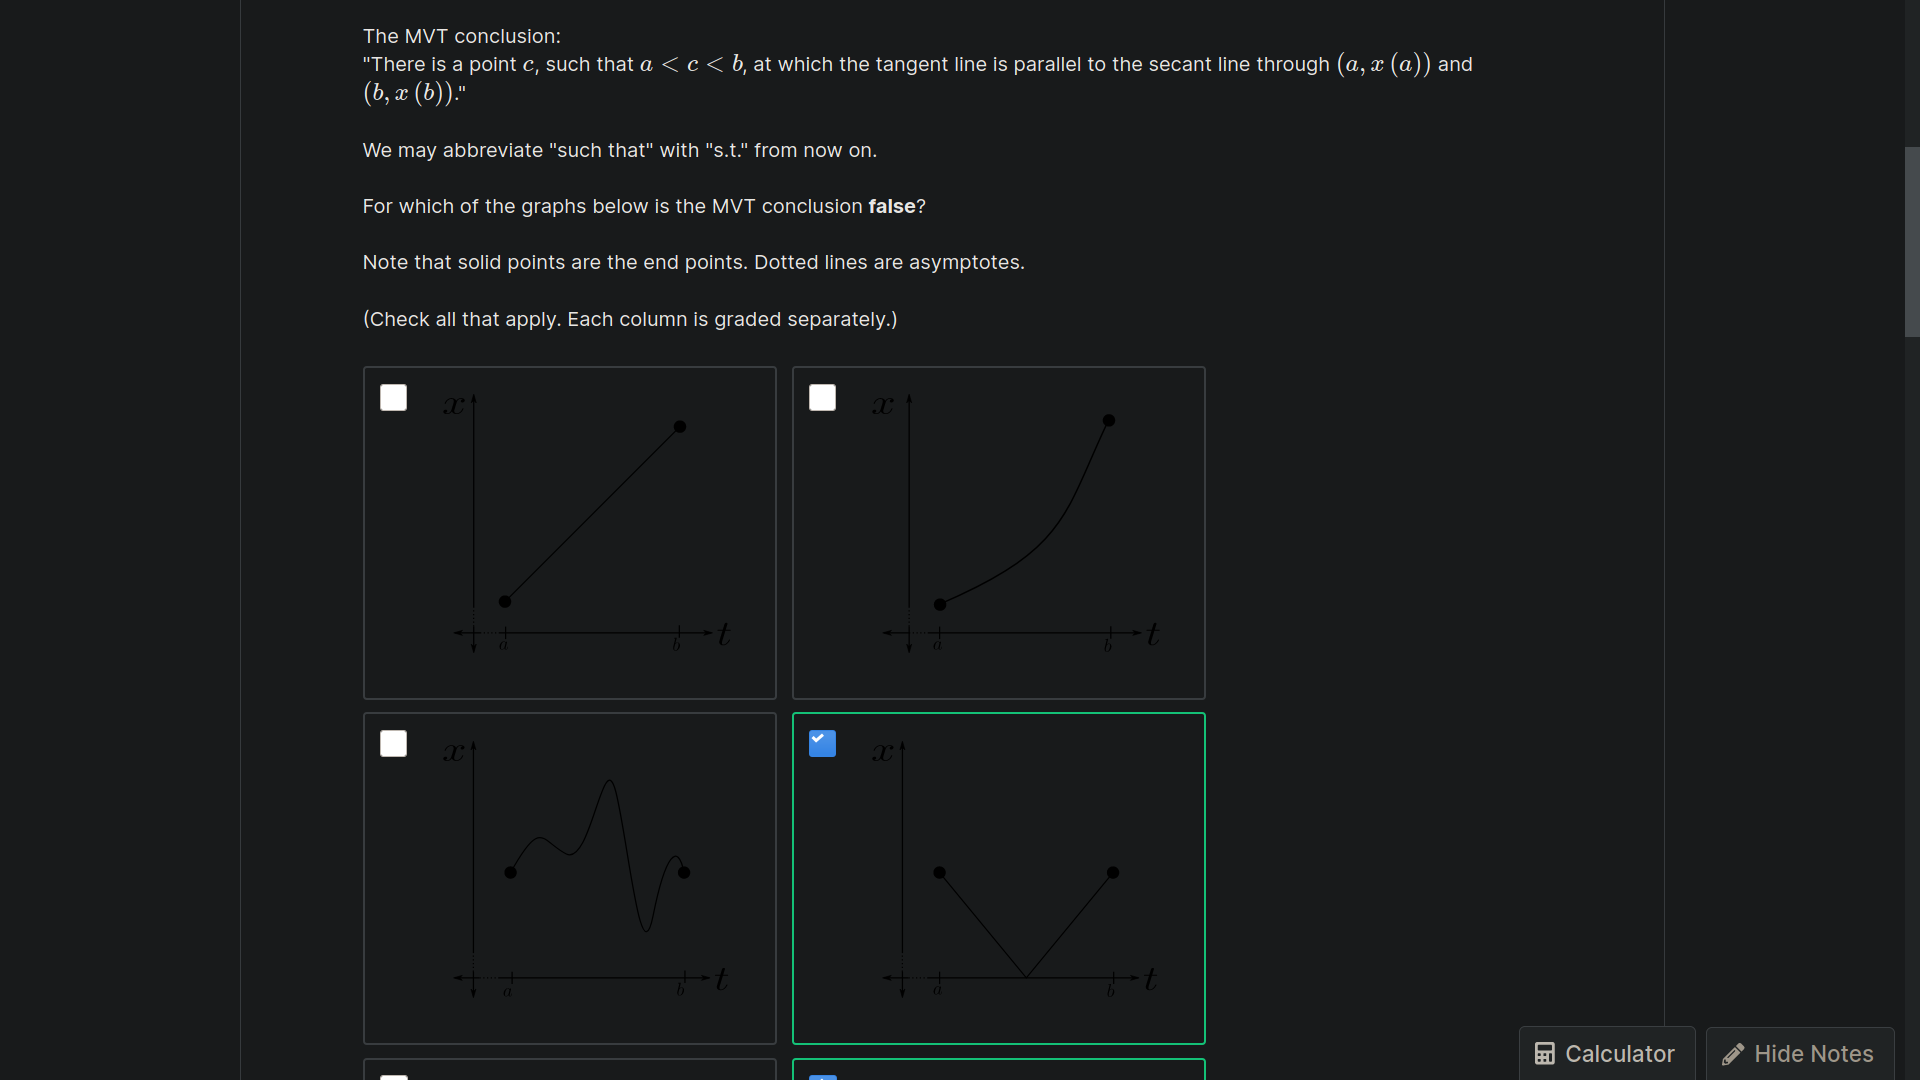 The MVT conclusion:
"There is a point c, such that a < c < b, at which the tangent line is parallel to the secant line through (a, x (a)) and
(b, x (b))."
We may abbreviate "such that" with "s.t." from now on.
For which of the graphs below is the MVT conclusion false?
Note that solid points are the end points. Dotted lines are asymptotes.
(Check all that apply. Each column is graded separately.)
x
t
a
b
x
t
a
b
x
t
a
b
x
t
a
b
Calculator
Hide Notes